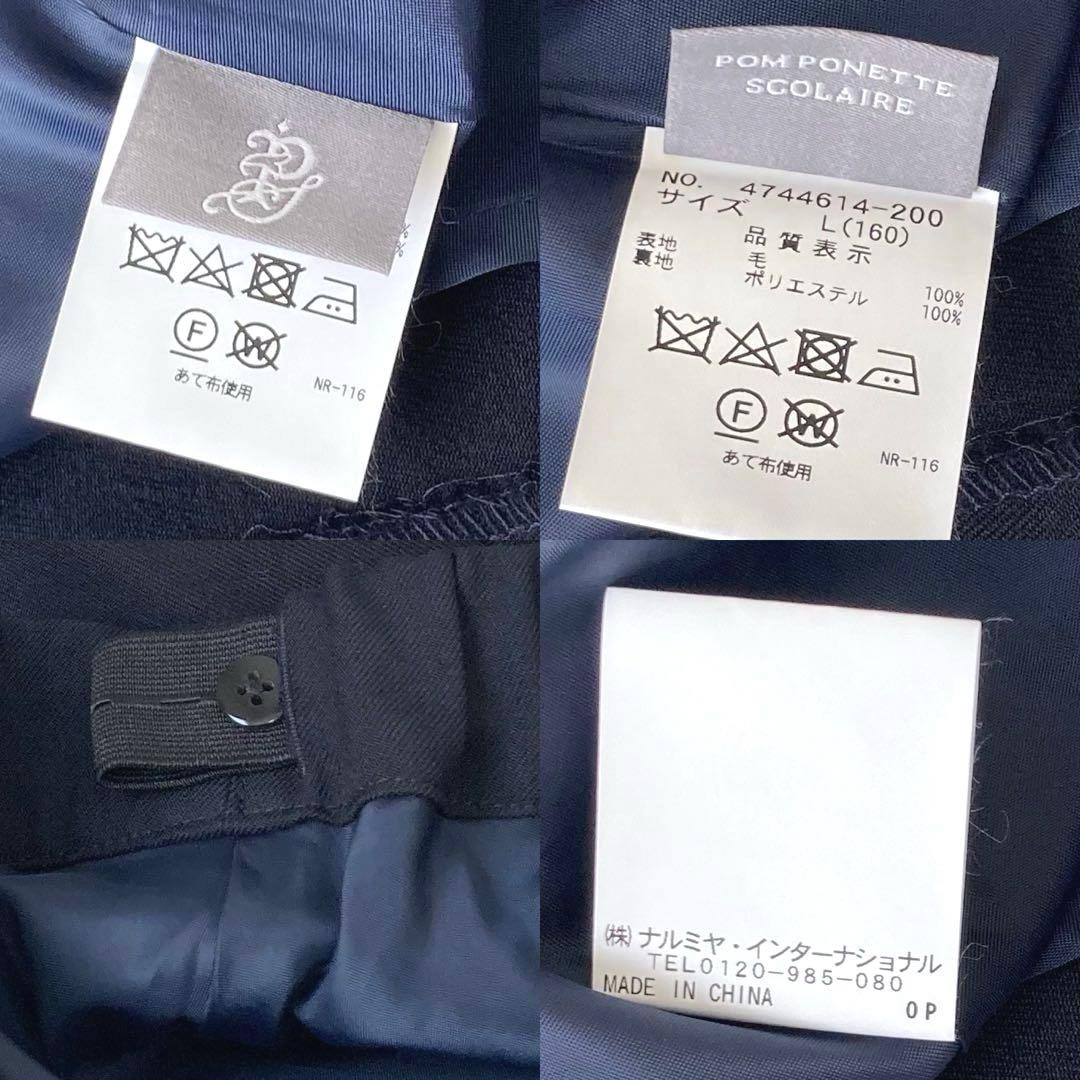 %
%
F
W
あて布使用
NR-116
POM PONETTE
SCOLAIRE
NO. 4744614-200
サイズ L(160)
品質表示
表地 毛 100%
裏地 ポリエステル 100%
F
W
あて布使用
NR-116
(株)ナルミヤ・インターナショナル
TEL0120-985-080
MADE IN CHINA
0P